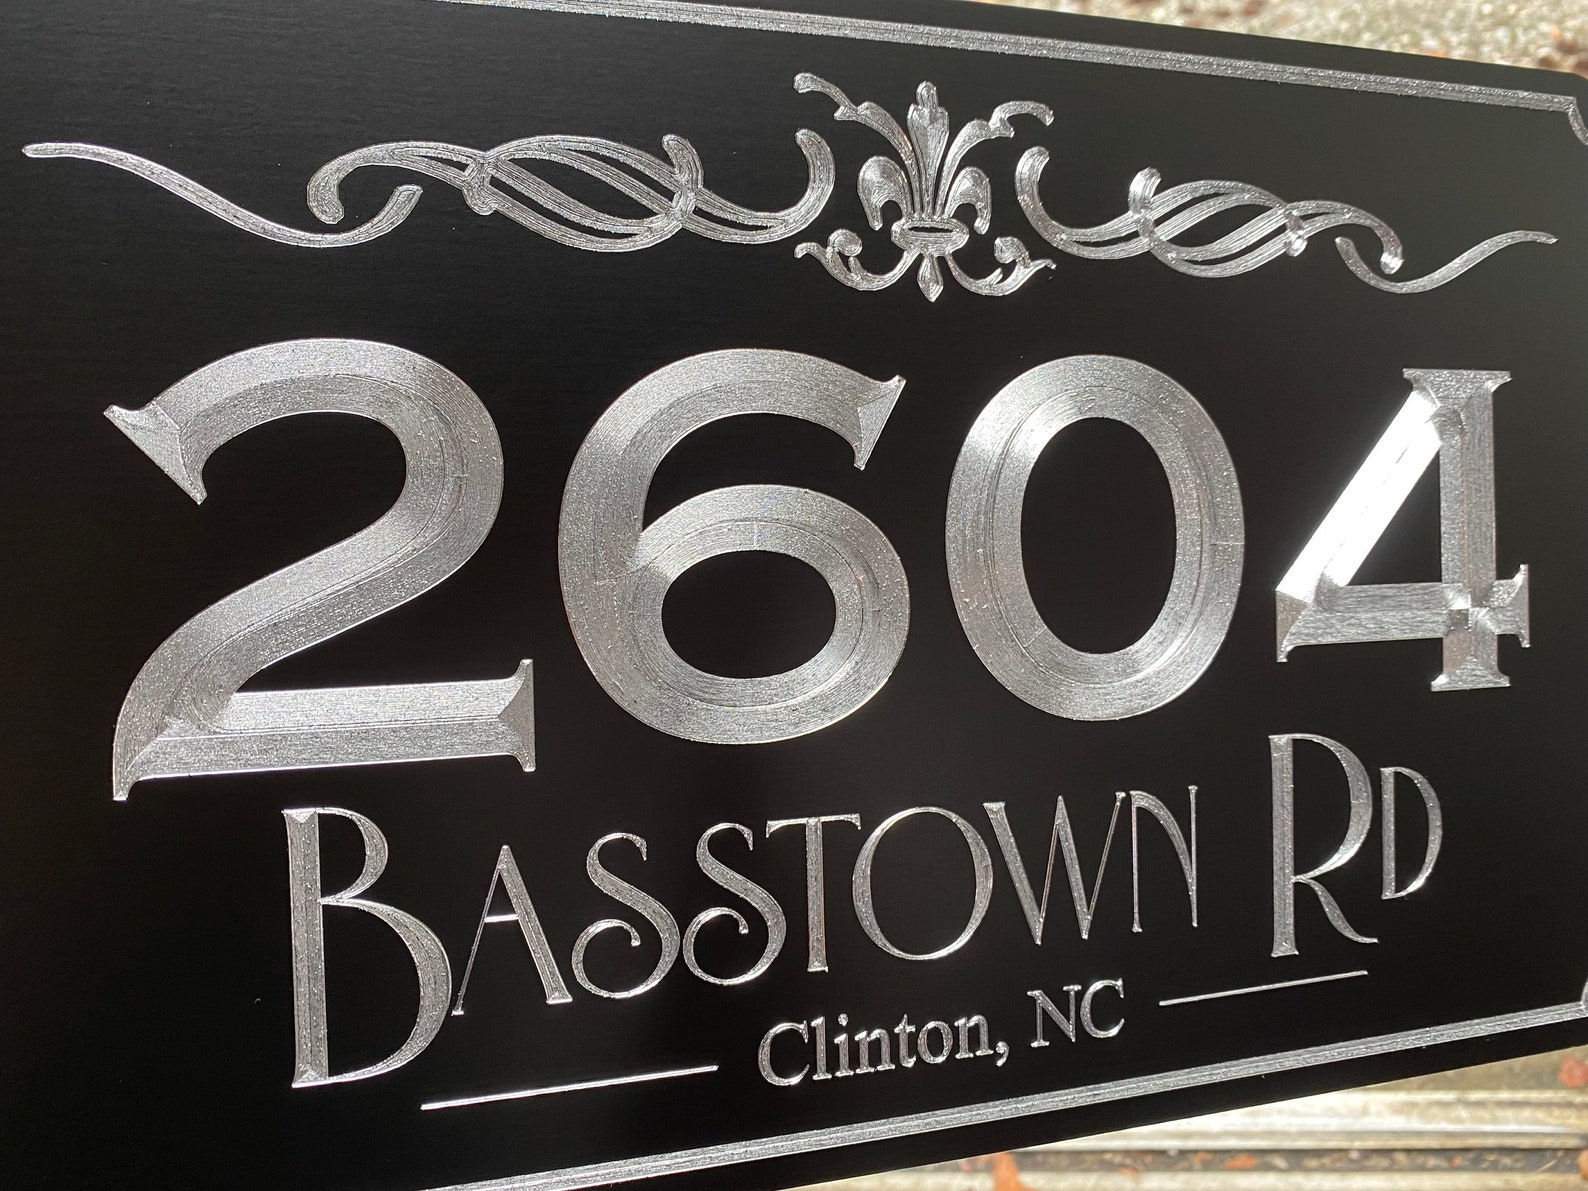 2604
BASSTOWN RD
Clinton, NC